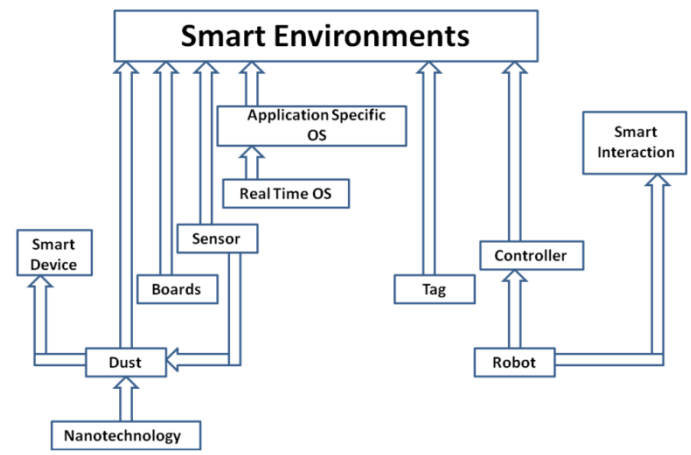 Smart Environments
Application Specific
OS
Smart
Interaction
Real Time OS
Sensor
Smart
Device
Controller
Boards
Tag
Dust
Robot
Nanotechnology